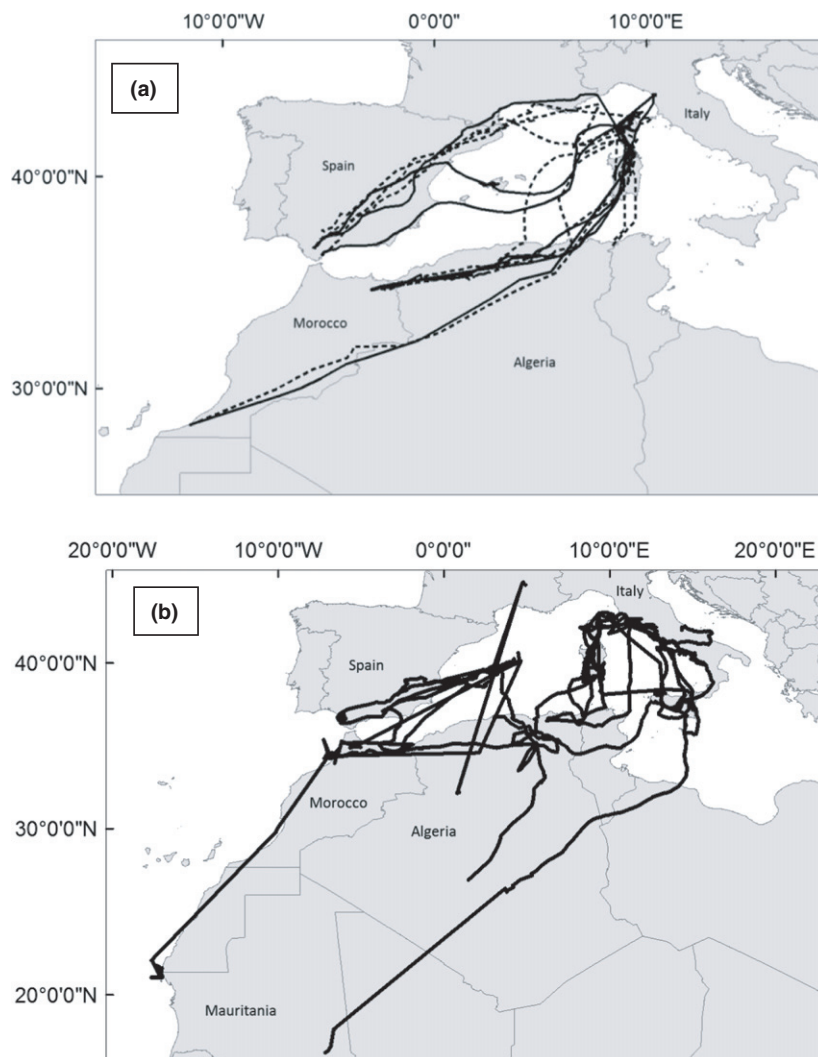 10°0'0"W 0°0'0" 10°0'0"E
(a)
Italy
40°0'0"N
Spain
Morocco
Algeria
30°0'0"N
20°0'0"W 10°0'0"W 0°0'0" 10°0'0"E 20°0'0"E
(b)
Italy
40°0'0"N
Spain
Morocco
30°0'0"N
Algeria
20°0'0"N
Mauritania